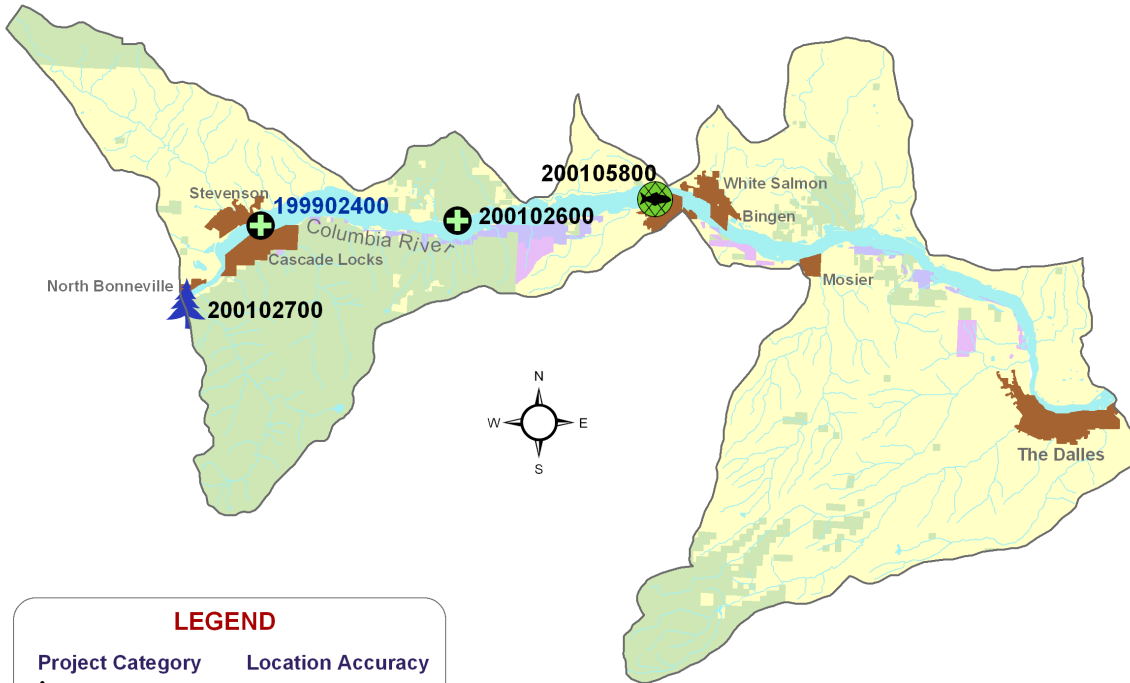 200105800
White Salmon
Stevenson
199902400
200102600
Bingen
Columbia River
Cascade Locks
Mosier
North Bonneville
200102700
N
W
E
S
The Dalles
LEGEND
Project Category
Location Accuracy